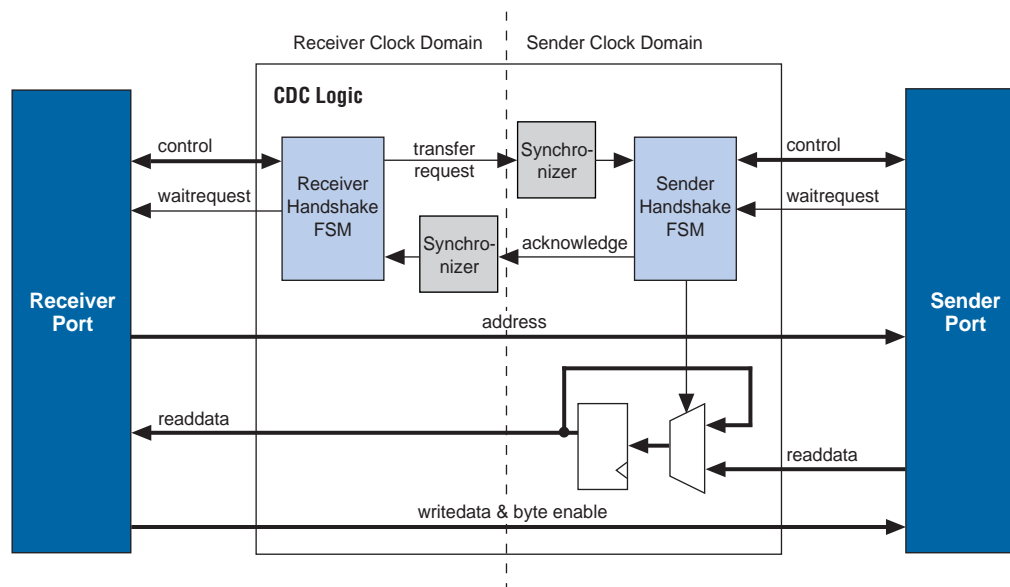 Receiver Clock Domain
Sender Clock Domain
CDC Logic
control
waitrequest
Receiver
Handshake
FSM
transfer
request
Synchro-
nizer
Sender
Handshake
FSM
control
waitrequest
Synchro-
nizer
acknowledge
Receiver
Port
Sender
Port
address
readdata
readdata
writedata & byte enable